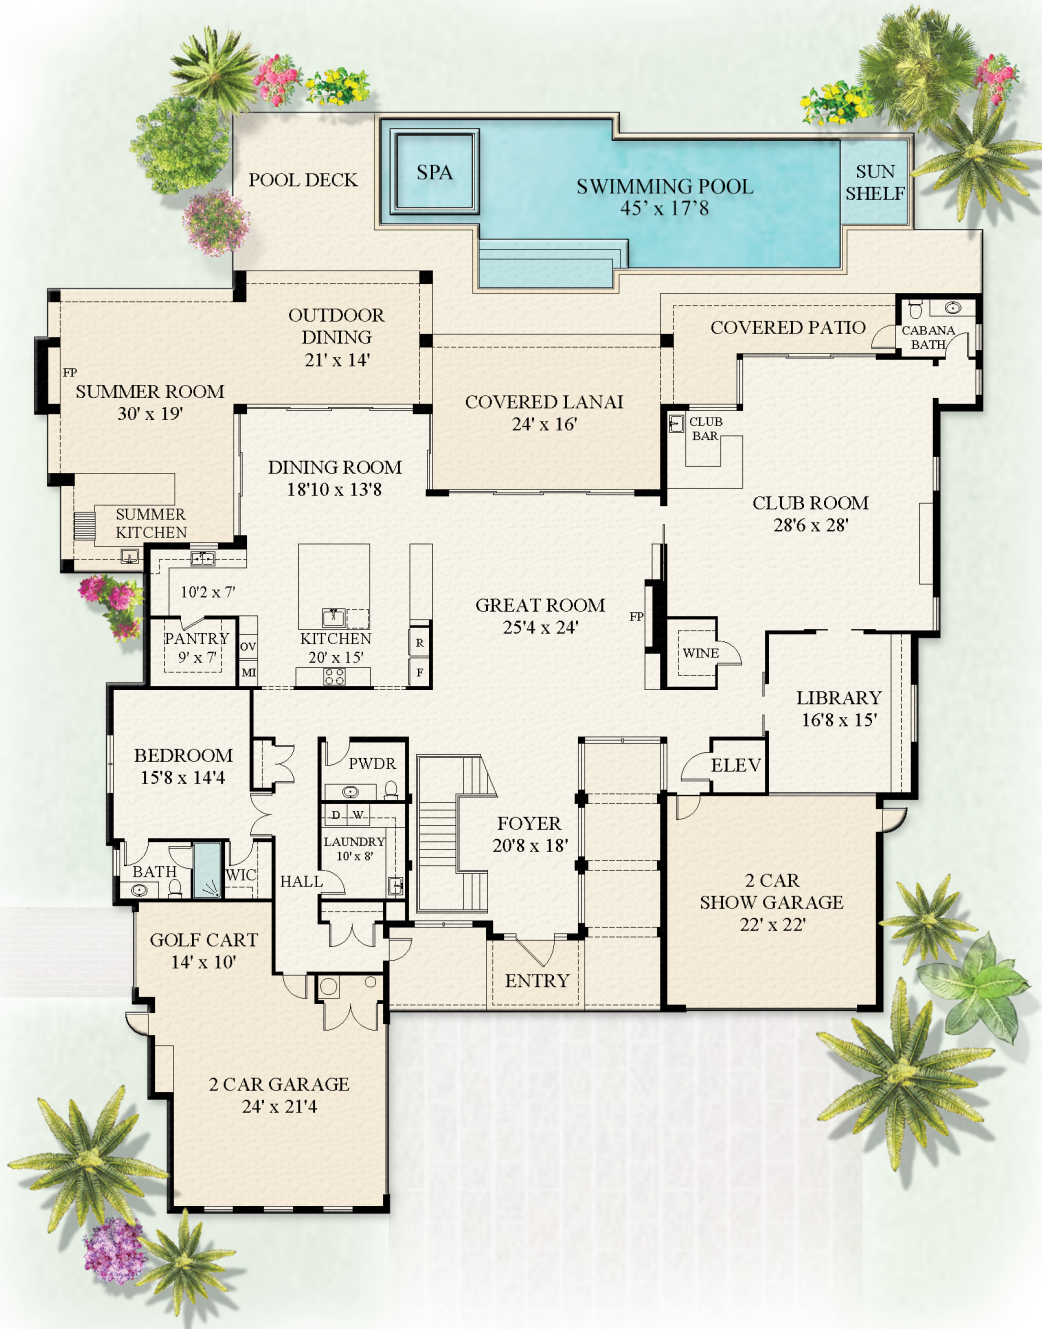 POOL DECK
SPA
SWIMMING POOL
45’ x 17’8
SUN
SHELF
OUTDOOR
DINING
21' x 14'
COVERED PATIO
CABANA
BATH
FP
SUMMER ROOM
30' x 19'
COVERED LANAI
24' x 16'
CLUB
BAR
DINING ROOM
18'10 x 13'8
CLUB ROOM
28'6 x 28'
SUMMER
KITCHEN
10'2 x 7'
GREAT ROOM
25'4 x 24'
FP
PANTRY
9' x 7'
OV
MI
KITCHEN
20' x 15'
R
F
WINE
LIBRARY
16'8 x 15'
BEDROOM
15'8 x 14'4
PWDR
ELEV
D
W
LAUNDRY
10' x 8'
FOYER
20'8 x 18'
BATH
WIC
HALL
2 CAR
SHOW GARAGE
22' x 22'
GOLF CART
14' x 10'
ENTRY
2 CAR GARAGE
24' x 21'4